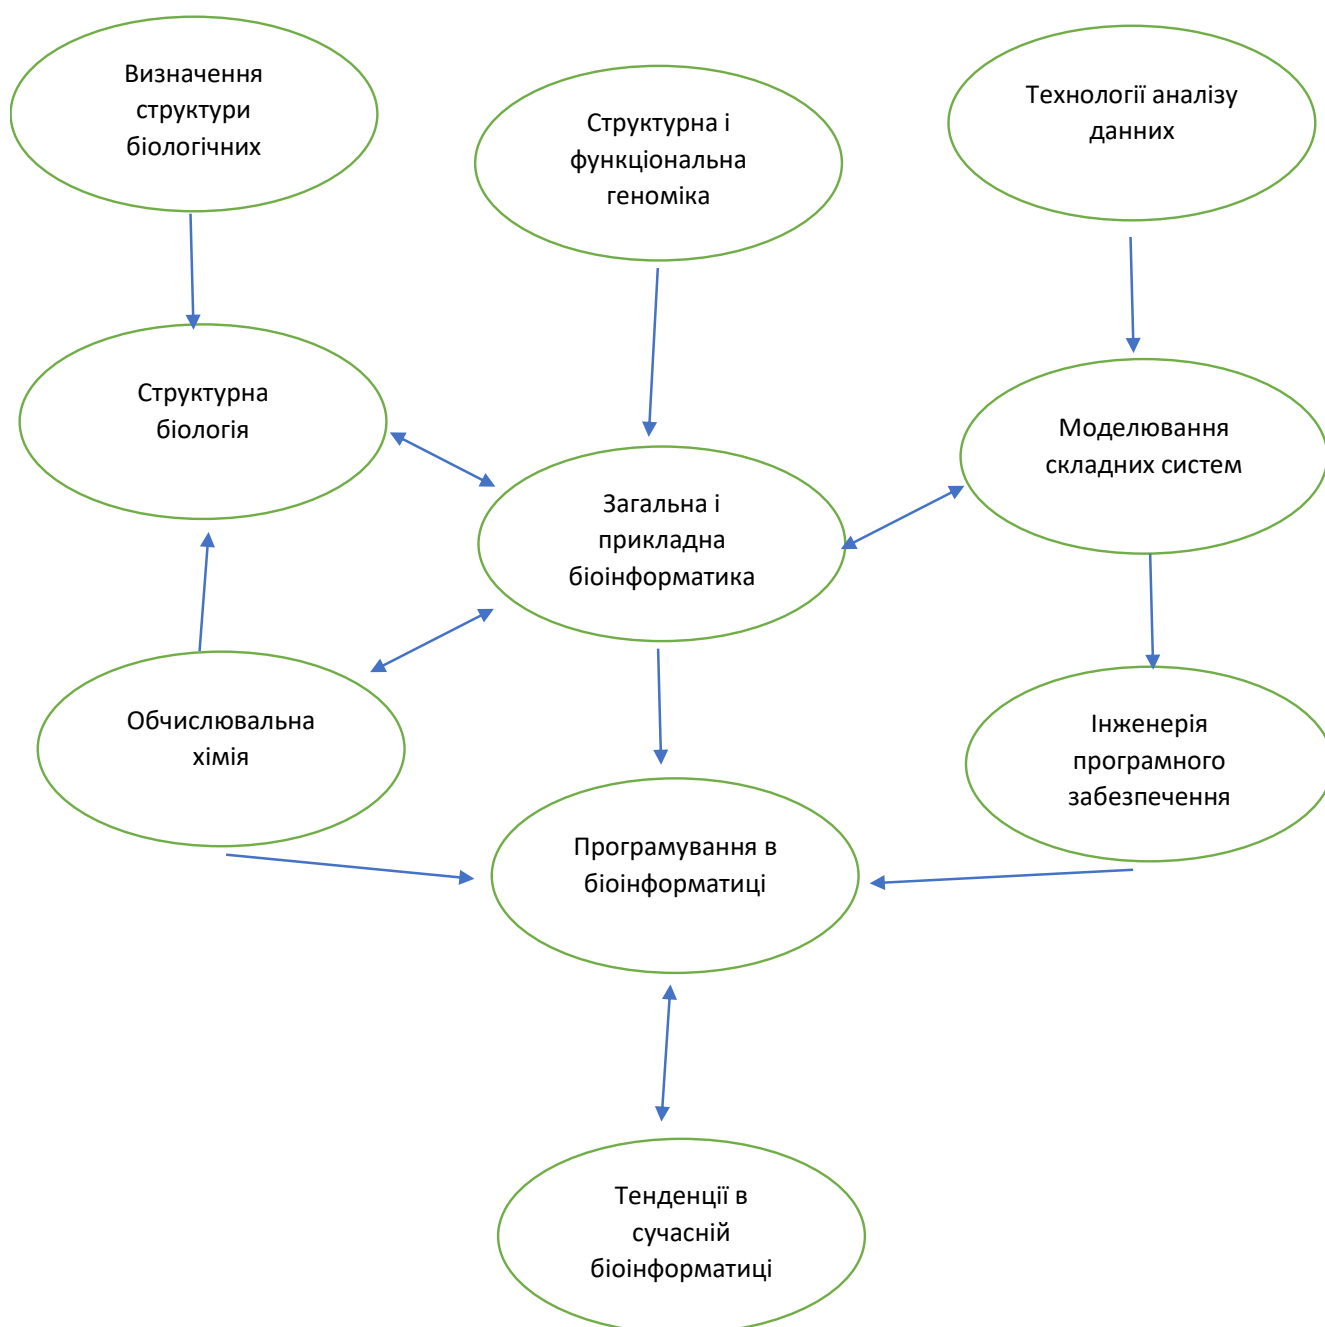 Визначення
структури
біологічних
Структурна і
функціональна
геноміка
Технології аналізу
данних
Структурна
біологія
Загальна і
прикладна
біоінформатика
Моделювання
складних систем
Обчислювальна
хімія
Інженерія
програмного
забезпечення
Програмування в
біоінформатиці
Тенденції в
сучасній
біоінформатиці